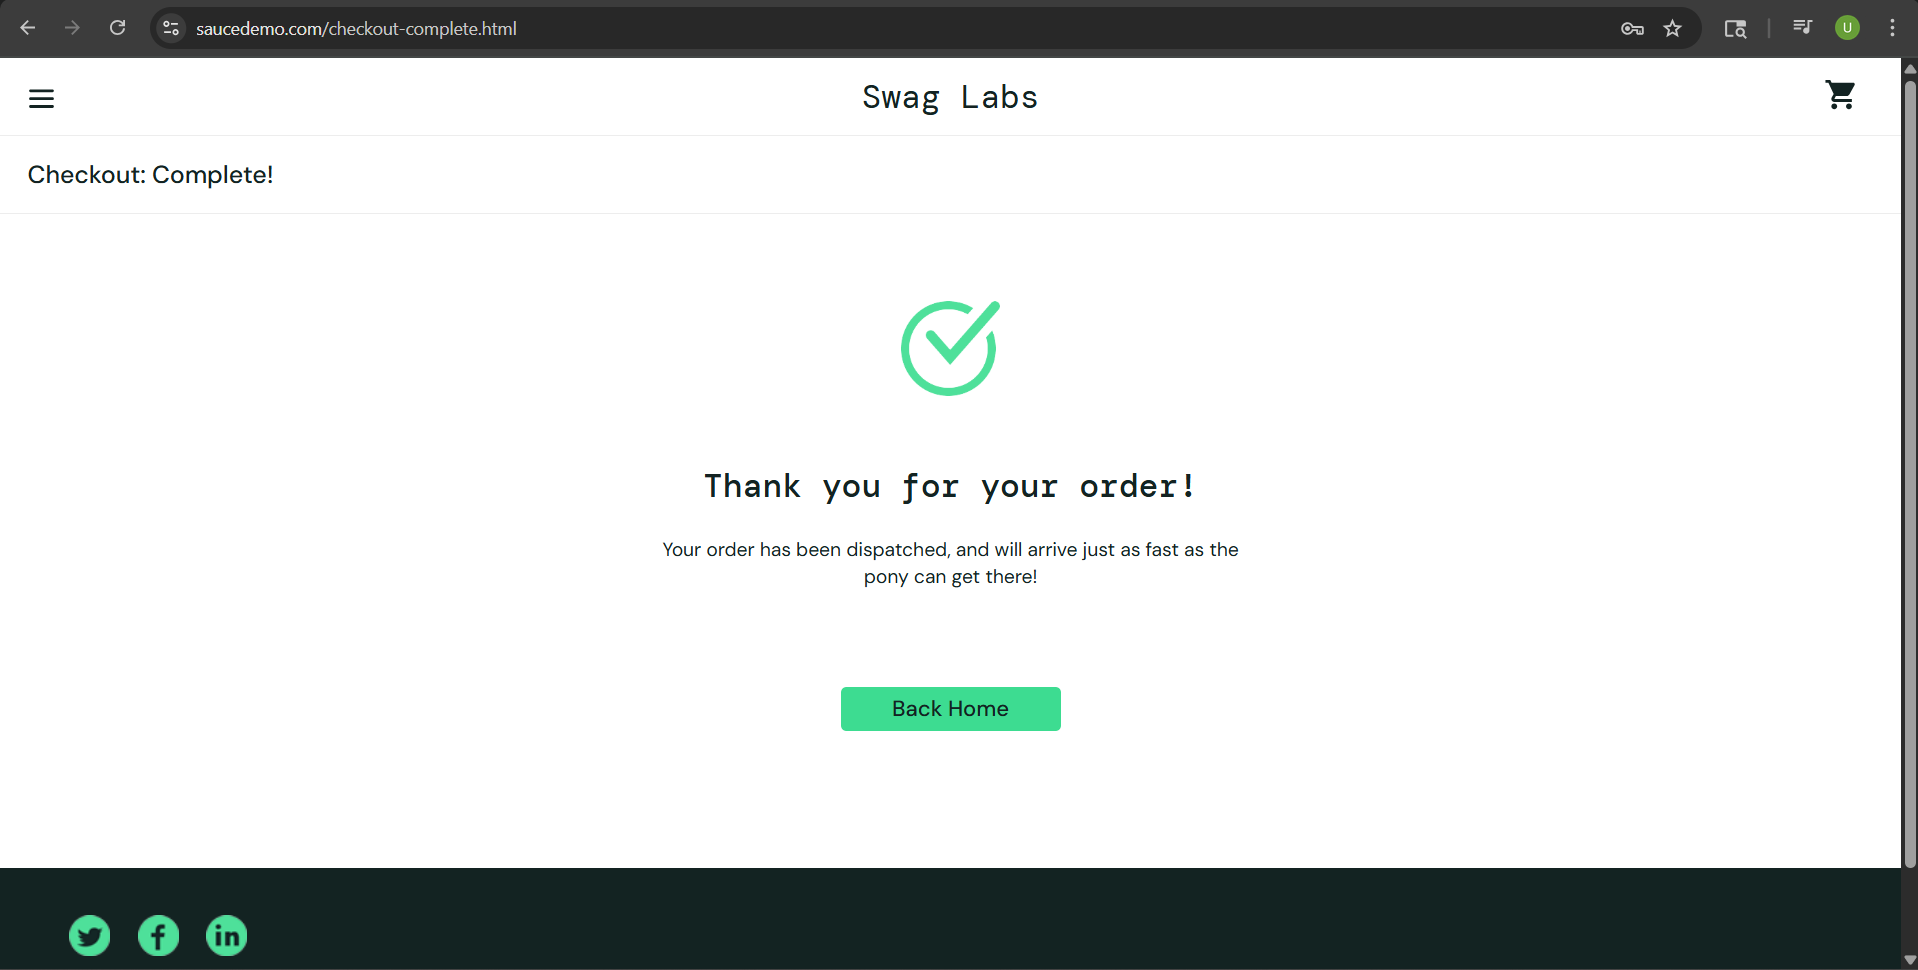 saucedemo.com/checkout-complete.html
U
Swag Labs
Checkout: Complete!
Thank you for your order!
Your order has been dispatched, and will arrive just as fast as the
pony can get there!
Back Home
f
in